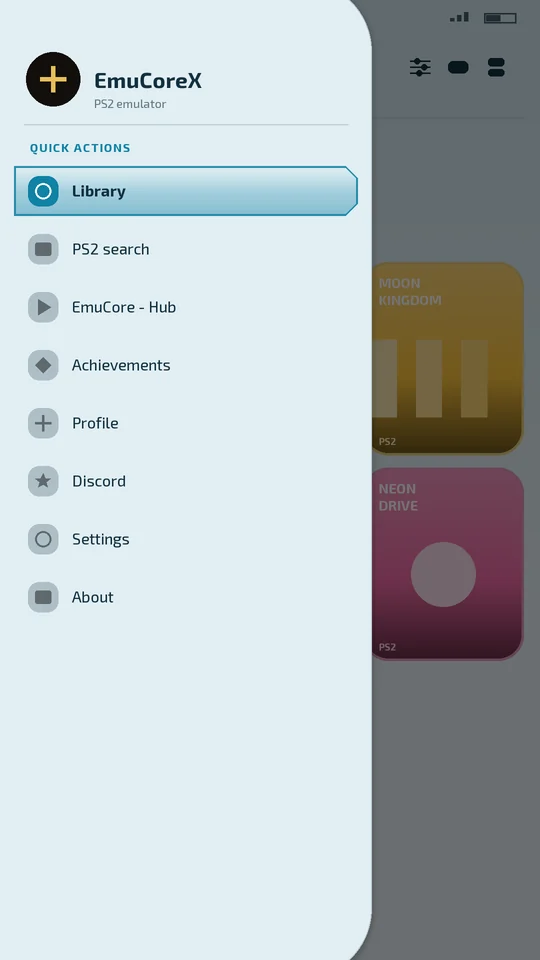 EmuCoreX
PS2 emulator
QUICK ACTIONS
Library
PS2 search
EmuCore - Hub
Achievements
Profile
Discord
Settings
About
MOON
KINGDOM
PS2
NEON
DRIVE
PS2